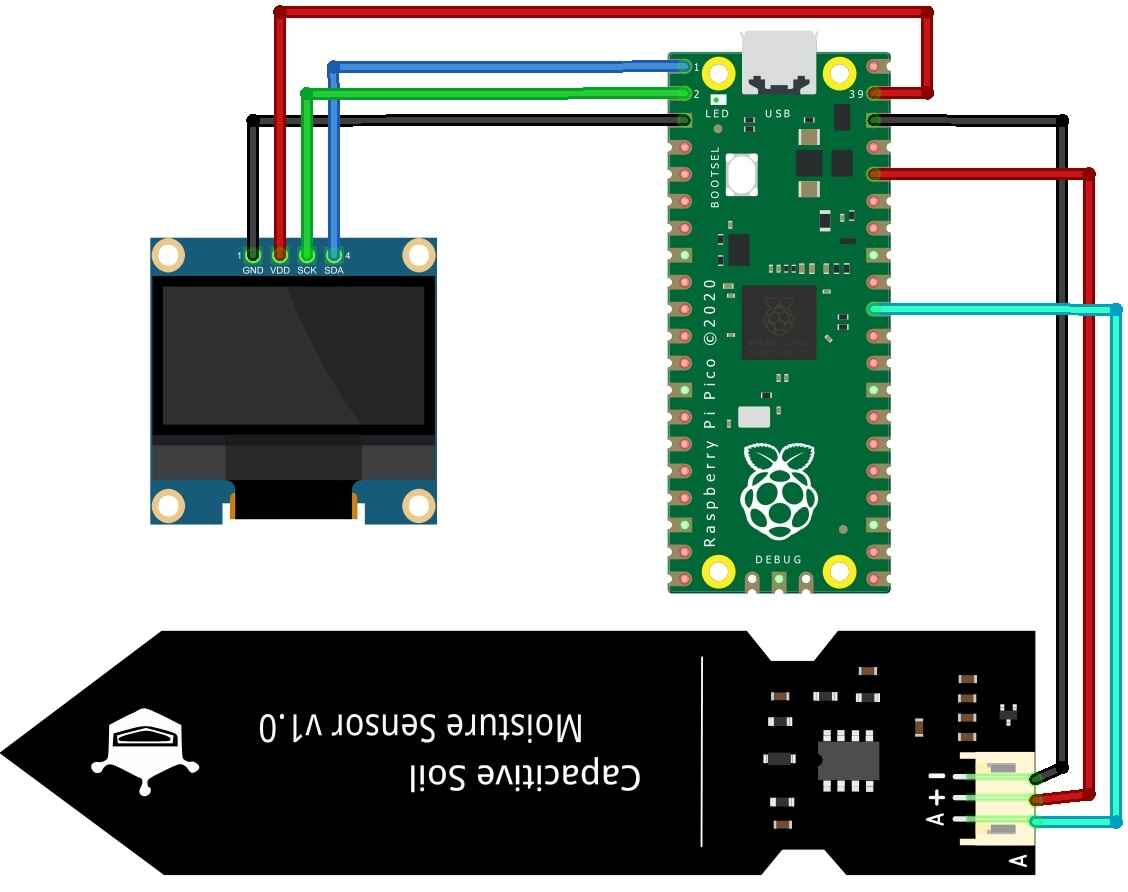 1
2
39
LED
USB
BOOTSEL
1
4
GND VDD SCK SDA
Raspberry Pi Pico ©2020
DEBUG
Capacitive Soil
Moisture Sensor v1.0
-
+
A
A